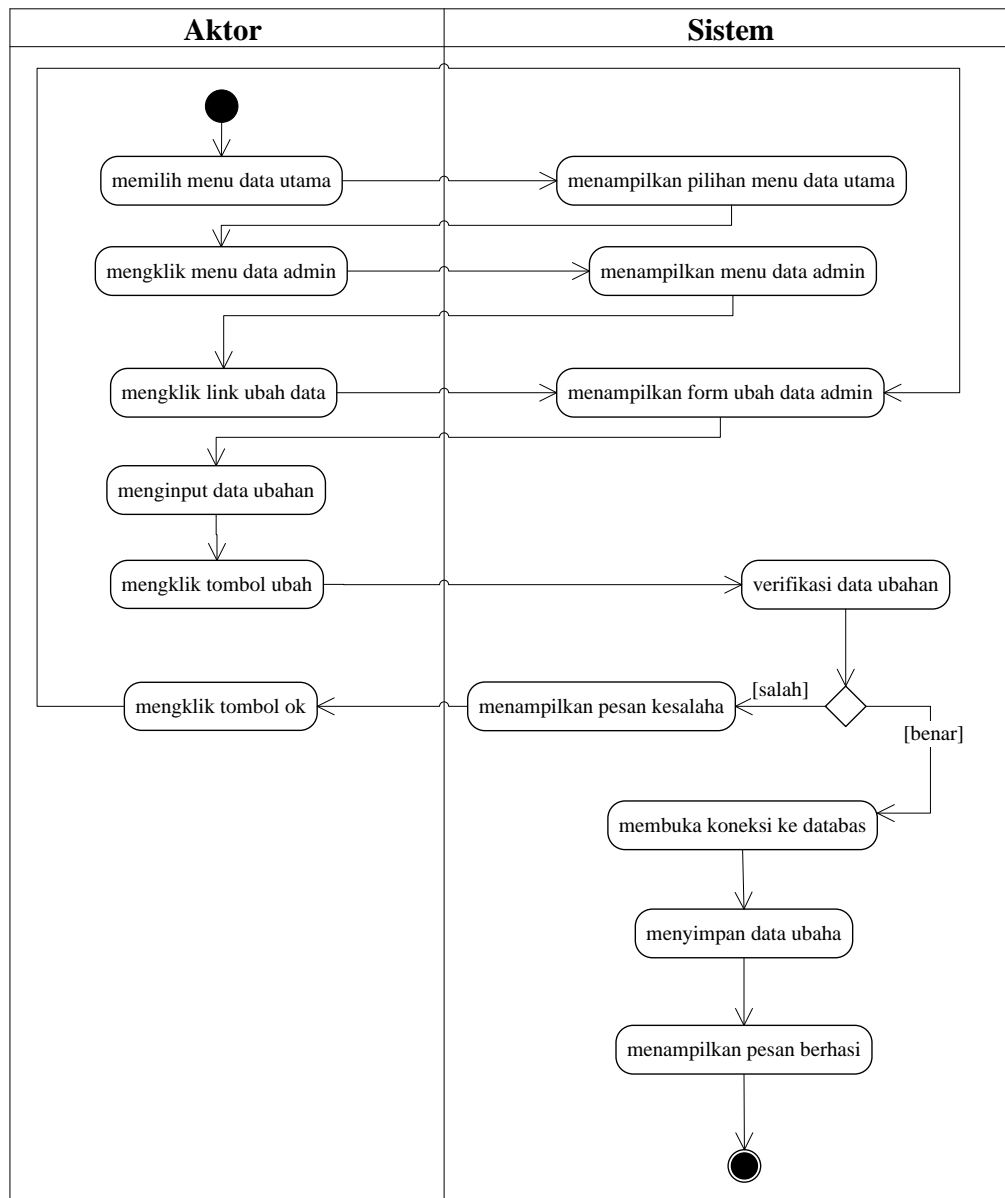 Aktor
Sistem
memilih menu data utama
menampilkan pilihan menu data utama
mengklik menu data admin
menampilkan menu data admin
mengklik link ubah data
menampilkan form ubah data admin
menginput data ubahan
mengklik tombol ubah
verifikasi data ubahan
[salah]
mengklik tombol ok
menampilkan pesan kesalaha
[benar]
membuka koneksi ke databas
menyimpan data ubaha
menampilkan pesan berhasi